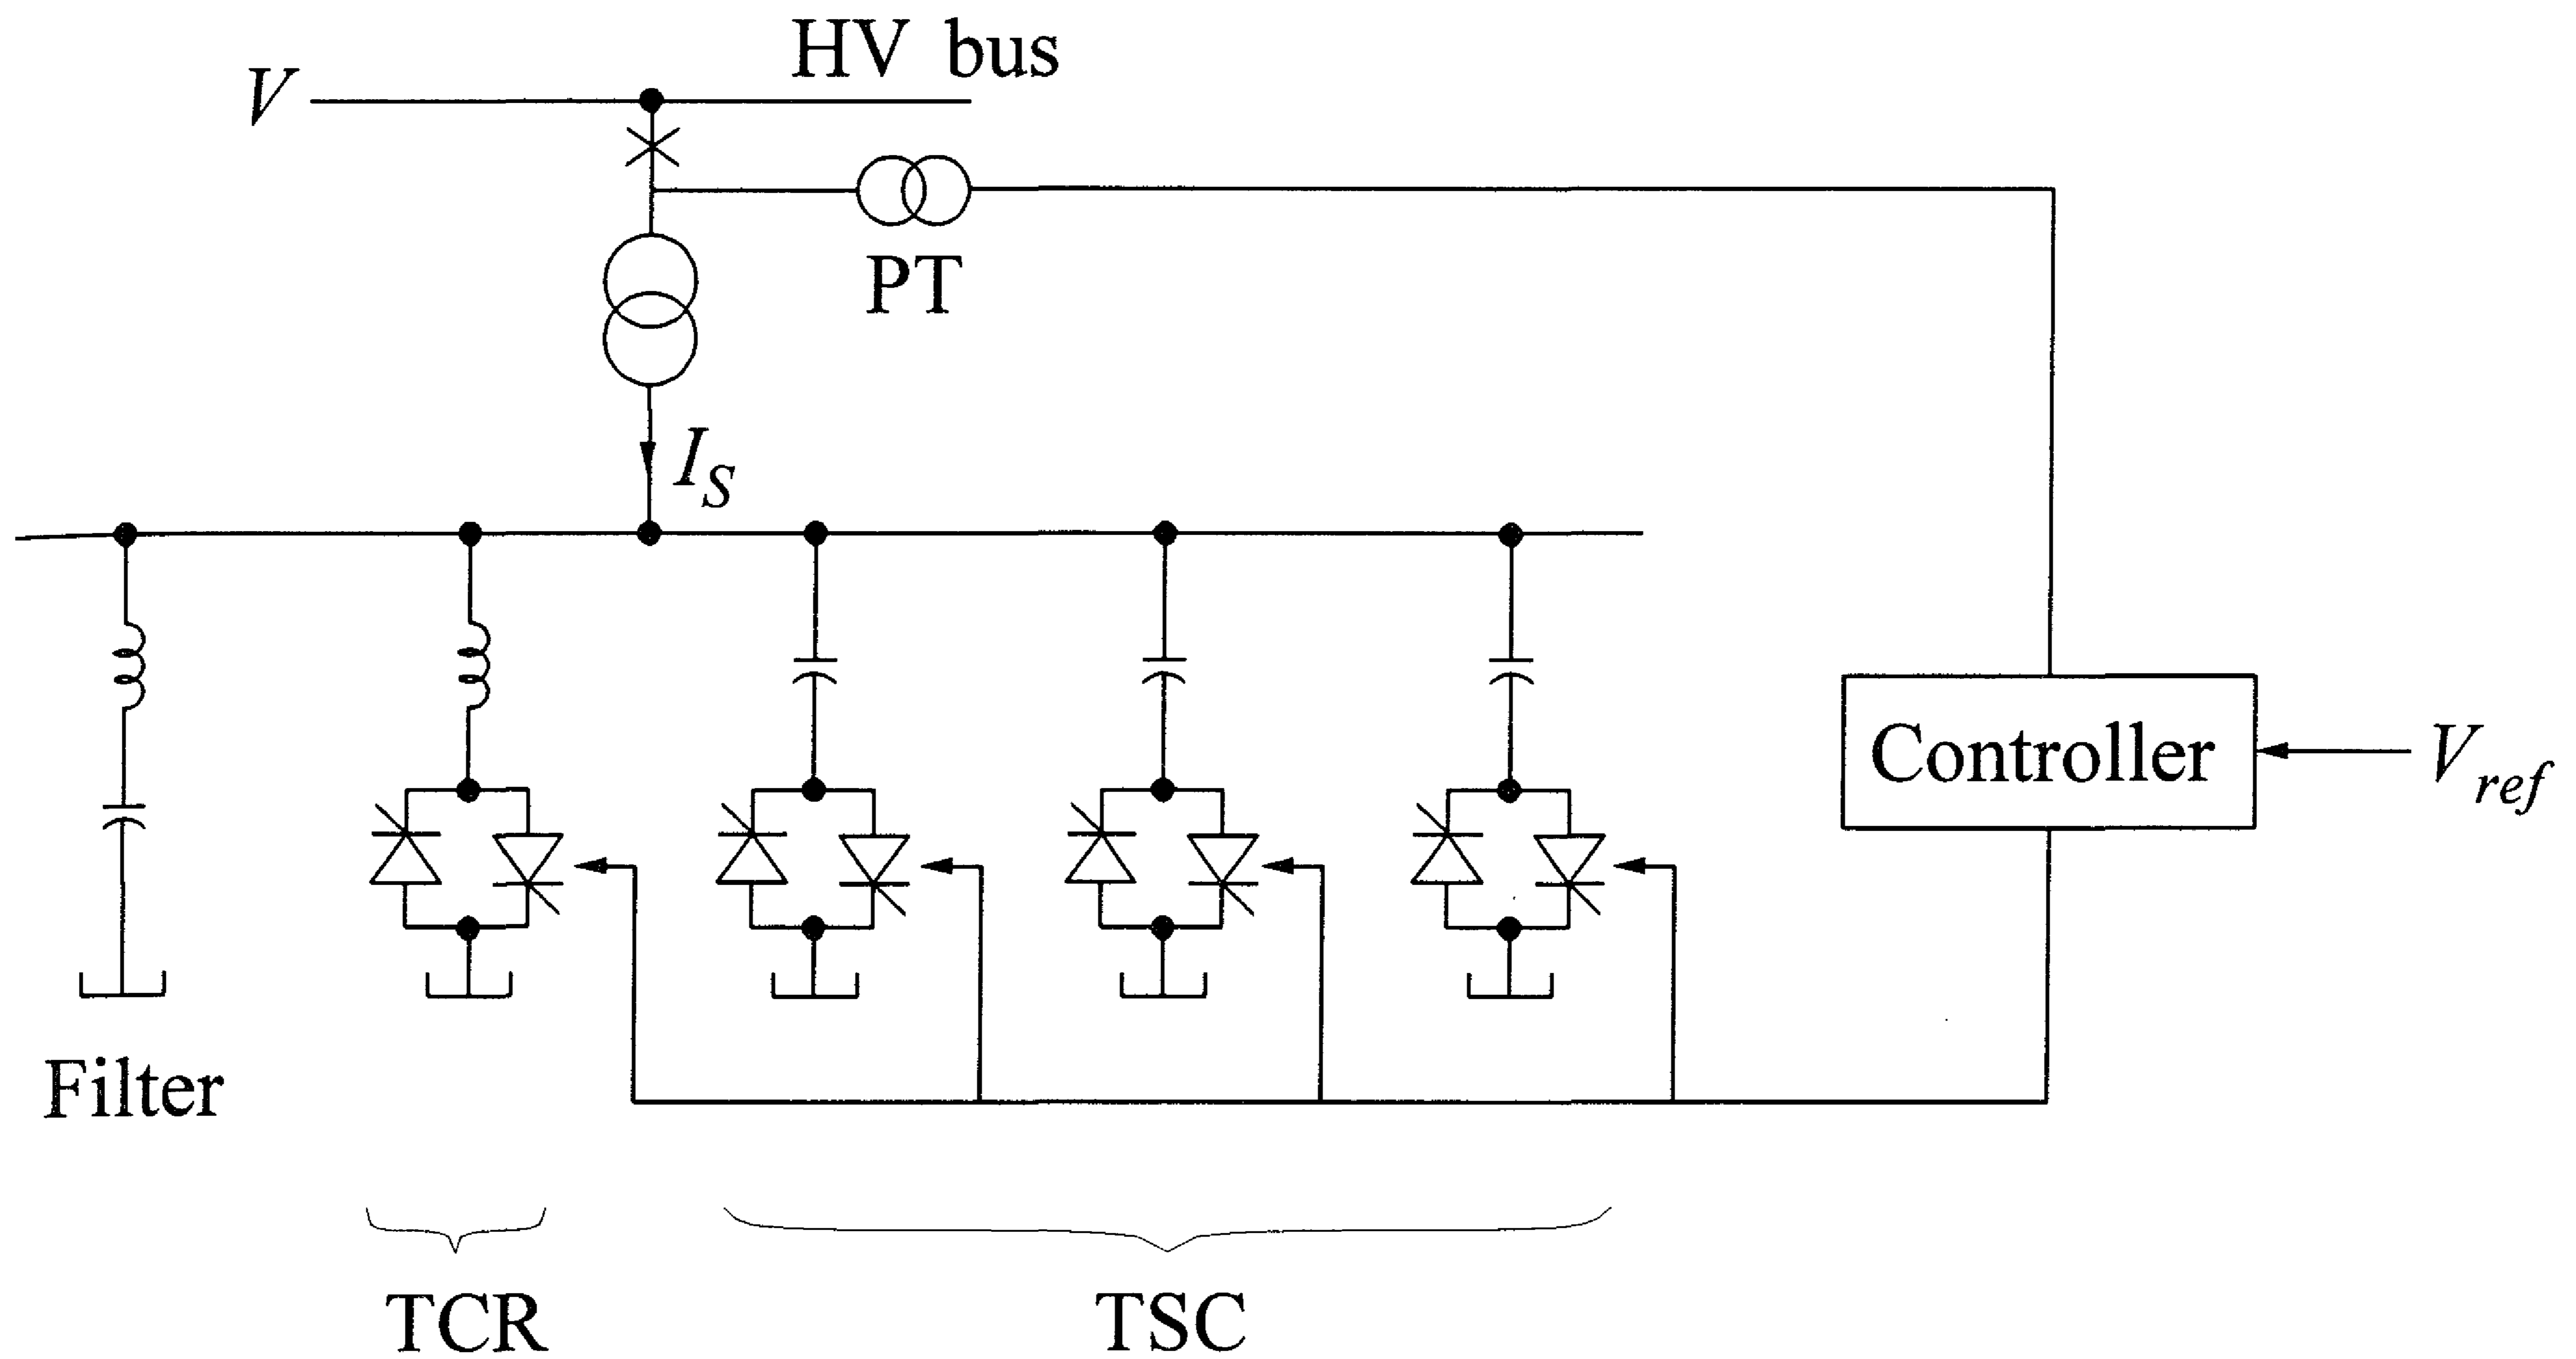 HV bus
V
PT
I_S
Controller
V_ref
Filter
TCR
TSC